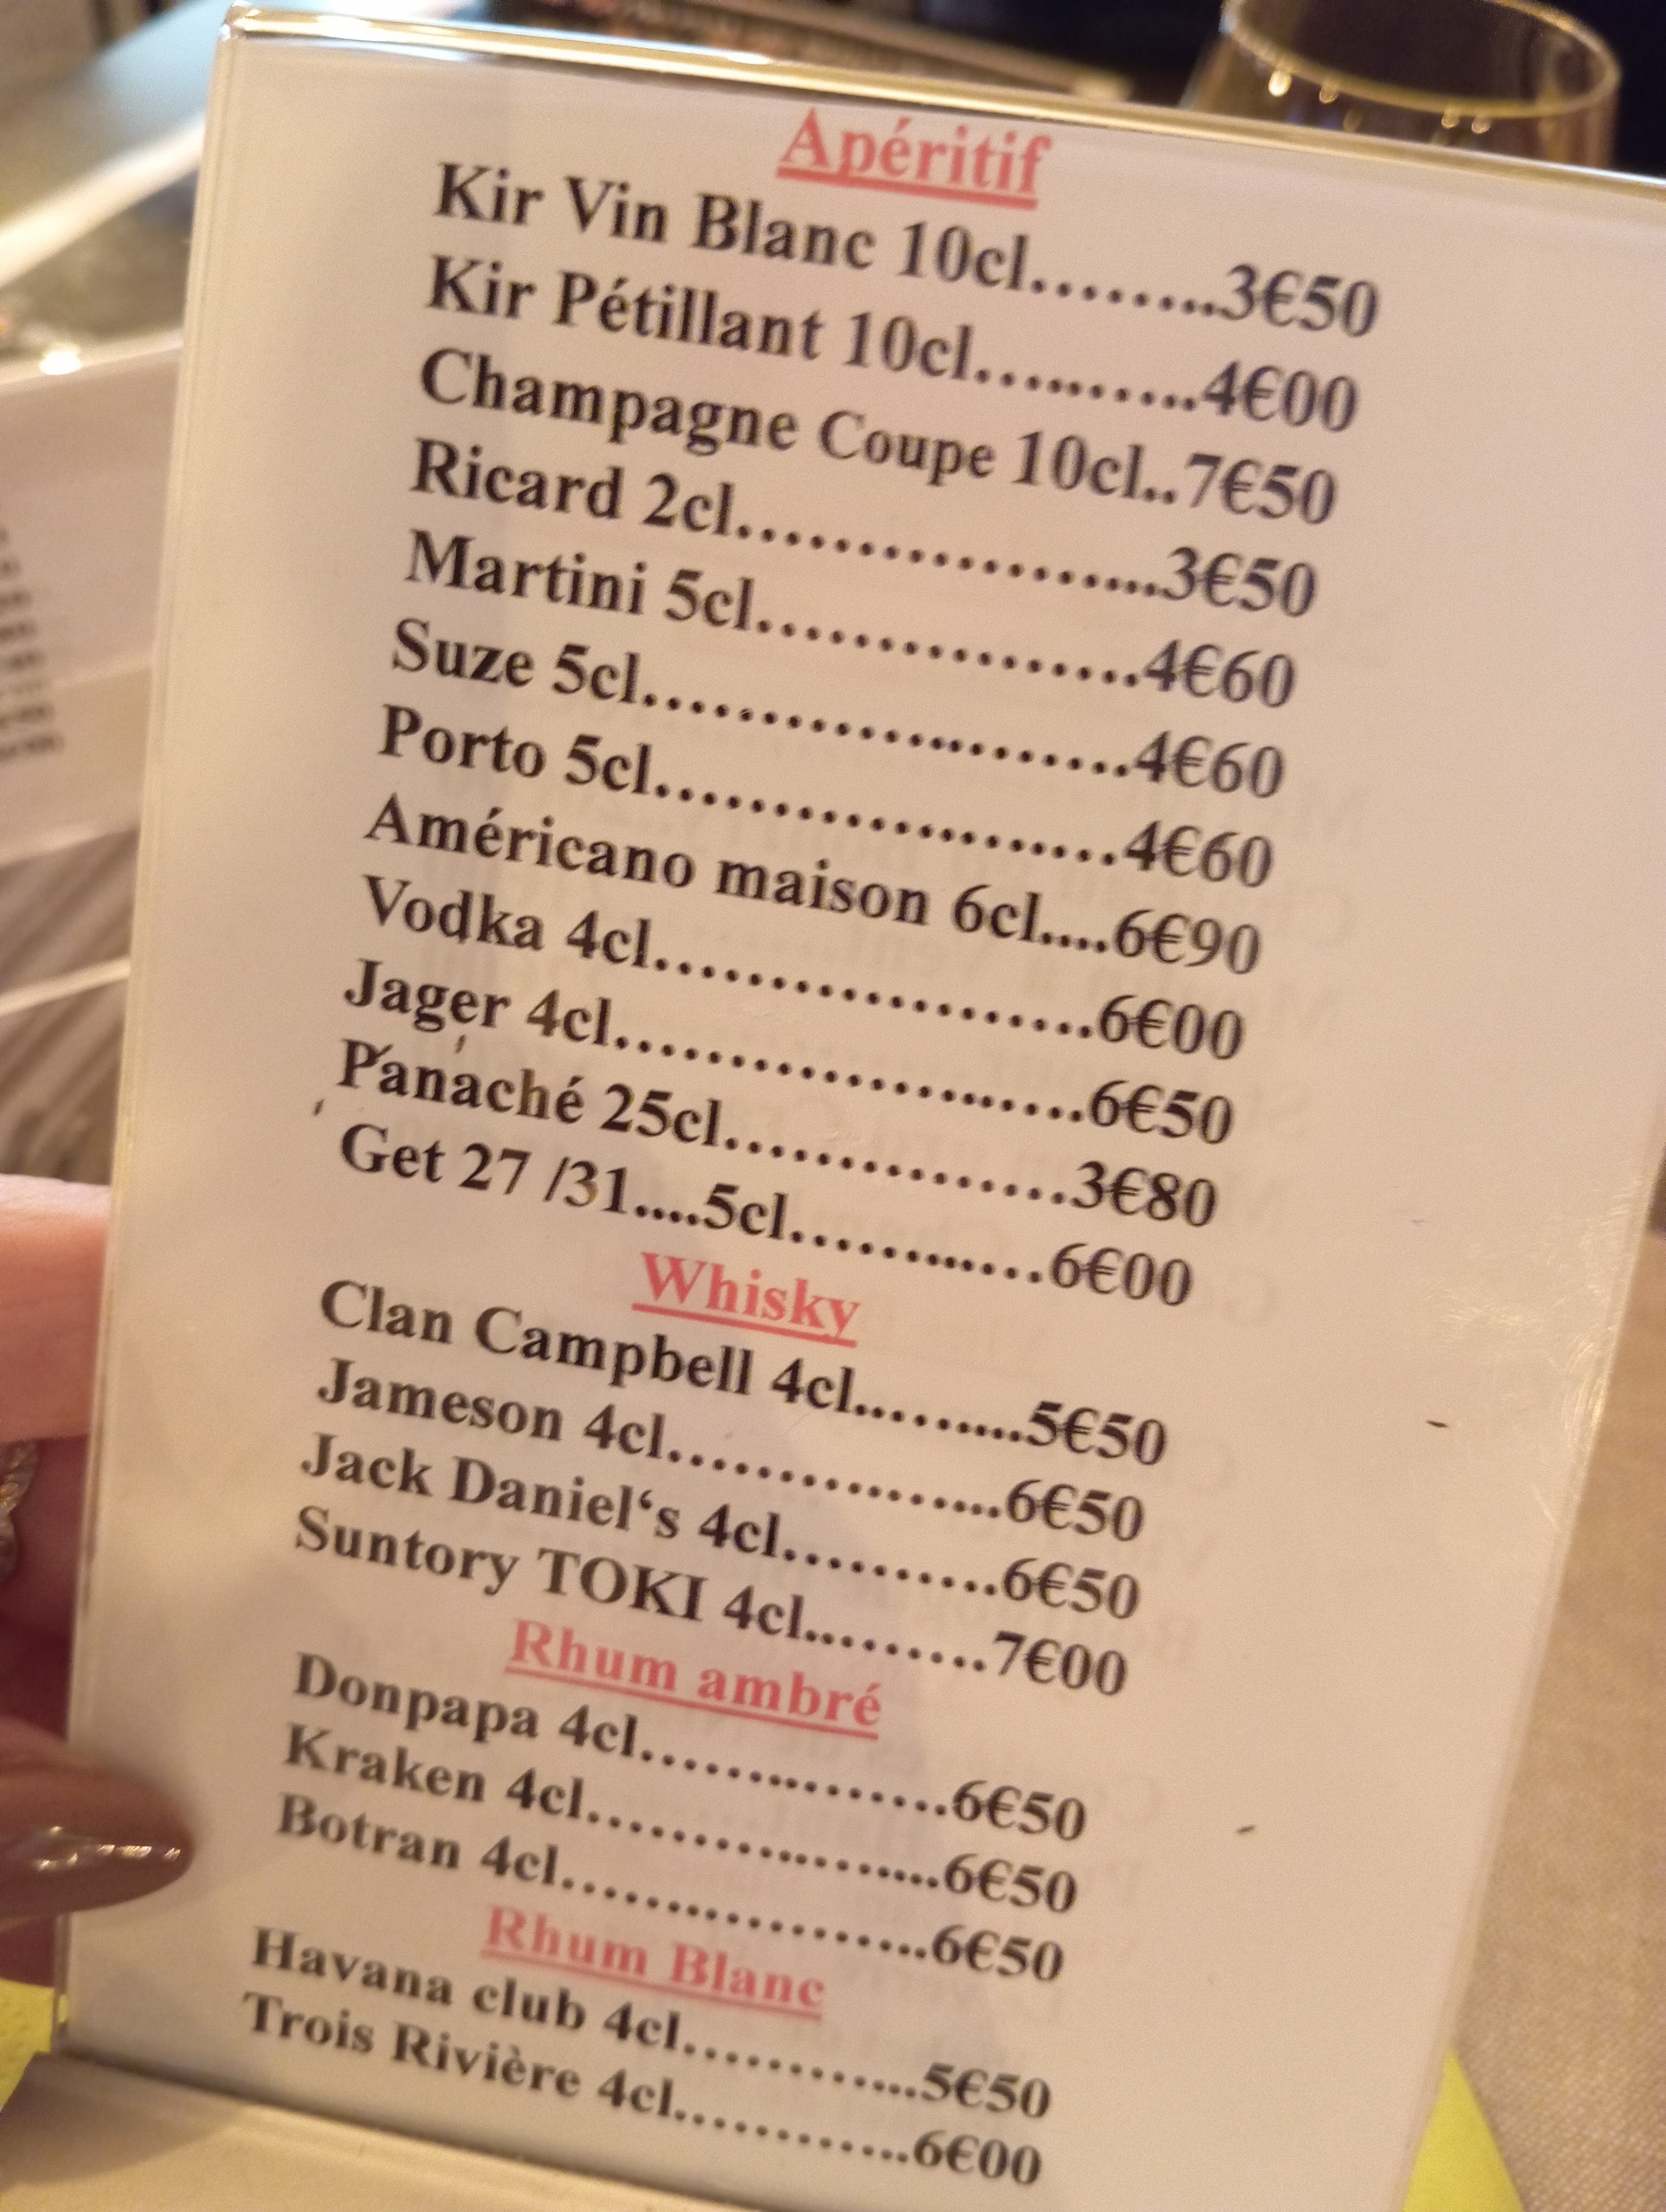 Apéritif
Kir Vin Blanc 10cl.........3€50
Kir Pétillant 10cl............4€00
Champagne Coupe 10cl..7€50
Ricard 2cl.....................3€50
Martini 5cl...................4€60
Suze 5cl........................4€60
Porto 5cl.......................4€60
Américano maison 6cl....6€90
Vodka 4cl......................6€00
Jager 4cl........................6€50
Panaché 25cl.................3€80
Get 27 /31....5cl.............6€00
Whisky
Clan Campbell 4cl..........5€50
Jameson 4cl..................6€50
Jack Daniel‘s 4cl...........6€50
Suntory TOKI 4cl..........7€00
Rhum ambré
Donpapa 4cl.................6€50
Kraken 4cl....................6€50
Botran 4cl.....................6€50
Rhum Blanc
Havana club 4cl.............5€50
Trois Rivière 4cl.............6€00